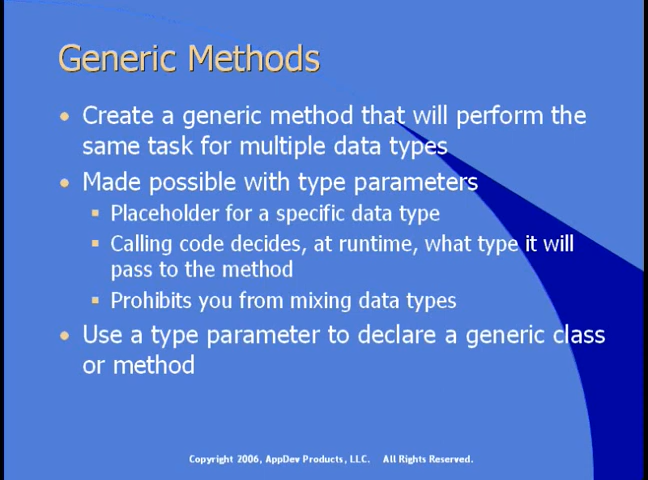 Generic Methods
• Create a generic method that will perform the
same task for multiple data types
• Made possible with type parameters
▪ Placeholder for a specific data type
▪ Calling code decides, at runtime, what type it will
pass to the method
▪ Prohibits you from mixing data types
• Use a type parameter to declare a generic class
or method
Copyright 2006, AppDev Products, LLC. All Rights Reserved.